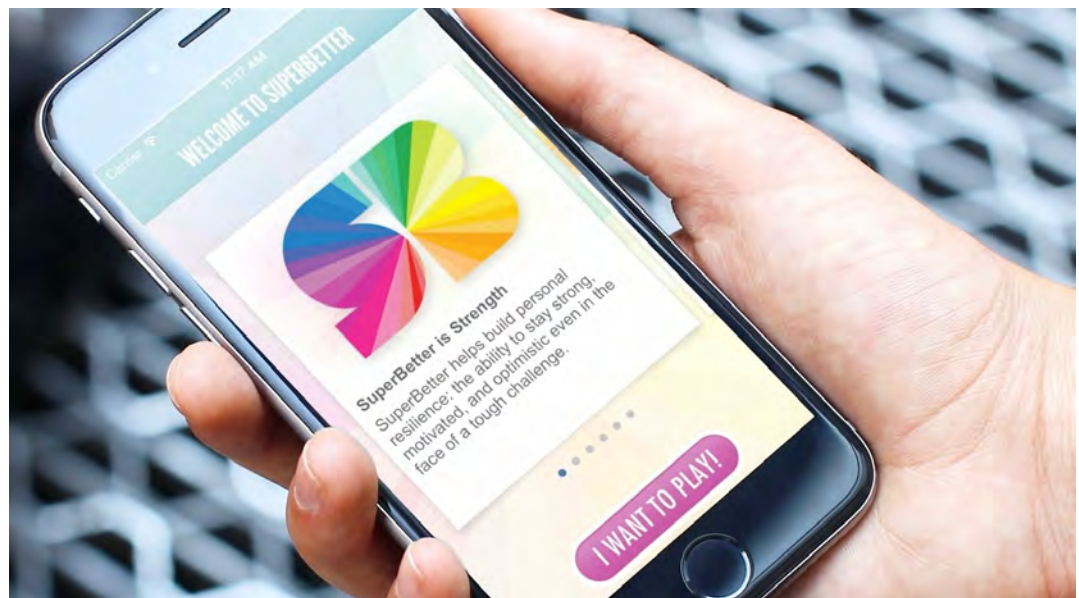 Carrier
11:17 AM
WELCOME TO SUPERBETTER
SuperBetter is Strength
SuperBetter helps build personal
resilience: the ability to stay strong,
motivated, and optimistic even in the
face of a tough challenge.
I WANT TO PLAY!